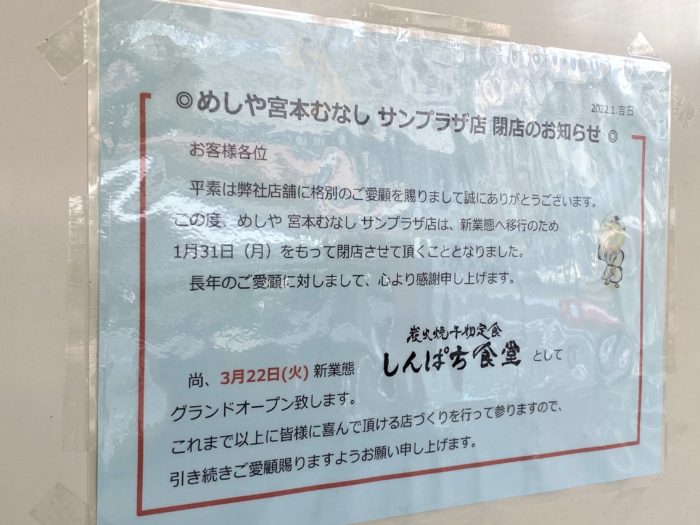 2022.1.吉日
◎めしや宮本むなし サンプラザ店 閉店のお知らせ◎
お客様各位
平素は弊社店舗に格別のご愛顧を賜りまして誠にありがとうございます。
この度、めしや 宮本むなし サンプラザ店は、新業態へ移行のため
1月31日（月）をもって閉店させて頂くこととなりました。
長年のご愛顧に対しまして、心より感謝申し上げます。
炭火焼干物定食
尚、3月22日(火) 新業態 しんぱち食堂 として
グランドオープン致します。
これまで以上に皆様に喜んで頂ける店づくりを行って参りますので、
引き続きご愛顧賜りますようお願い申し上げます。